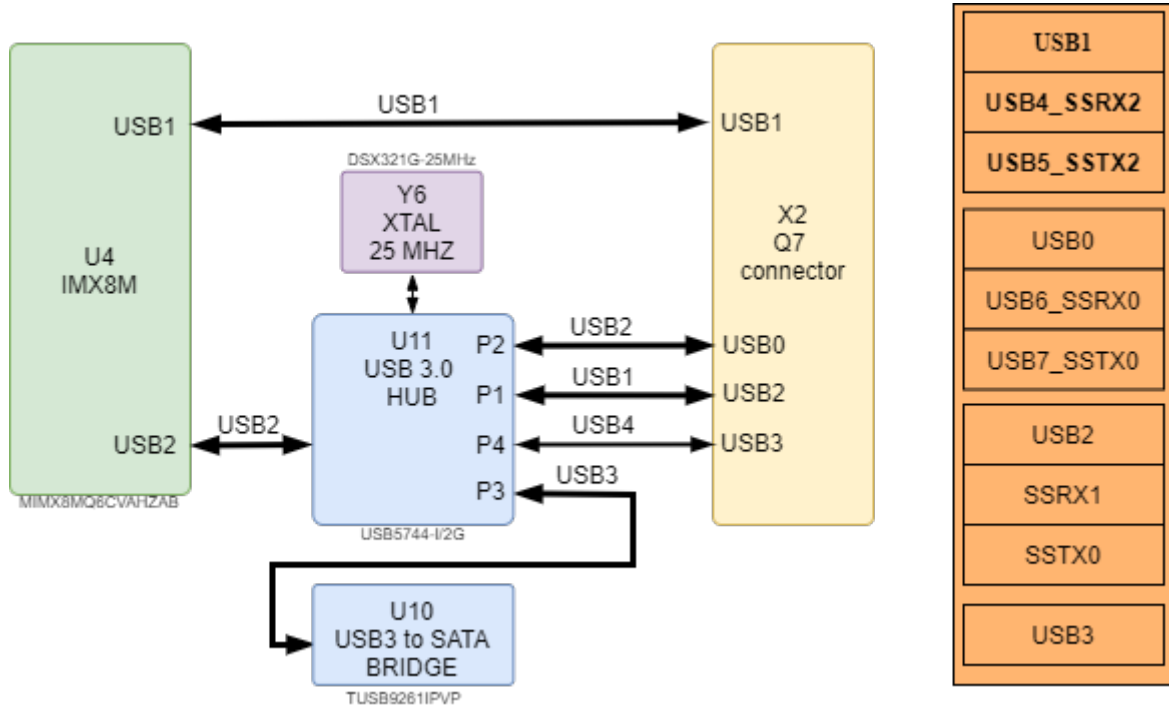 USB1
USB1
USB1
DSX321G-25MHz
Y6
XTAL
25 MHZ
U4
IMX8M
X2
Q7
connector
U11
USB 3.0
HUB
P2
USB2
USB0
P1
USB1
USB2
P4
USB4
USB3
P3
USB3
USB2
USB2
MIMX8MQ6CVAHZAB
USB5744-I/2G
U10
USB3 to SATA
BRIDGE
TUSB9261IPVP
USB1
USB4_SSRX2
USB5_SSTX2
USB0
USB6_SSRX0
USB7_SSTX0
USB2
SSRX1
SSTX0
USB3